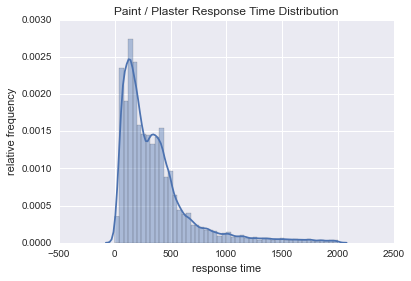 Paint / Plaster Response Time Distribution
0.0030
0.0025
0.0020
0.0015
0.0010
0.0005
0.0000
relative frequency
−500 0 500 1000 1500 2000 2500
response time